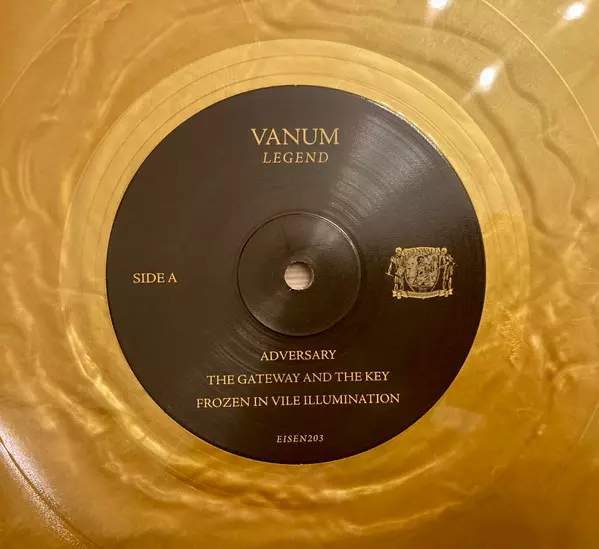 VANUM
LEGEND
SIDE A
ADVERSARY
THE GATEWAY AND THE KEY
FROZEN IN VILE ILLUMINATION
EISEN203